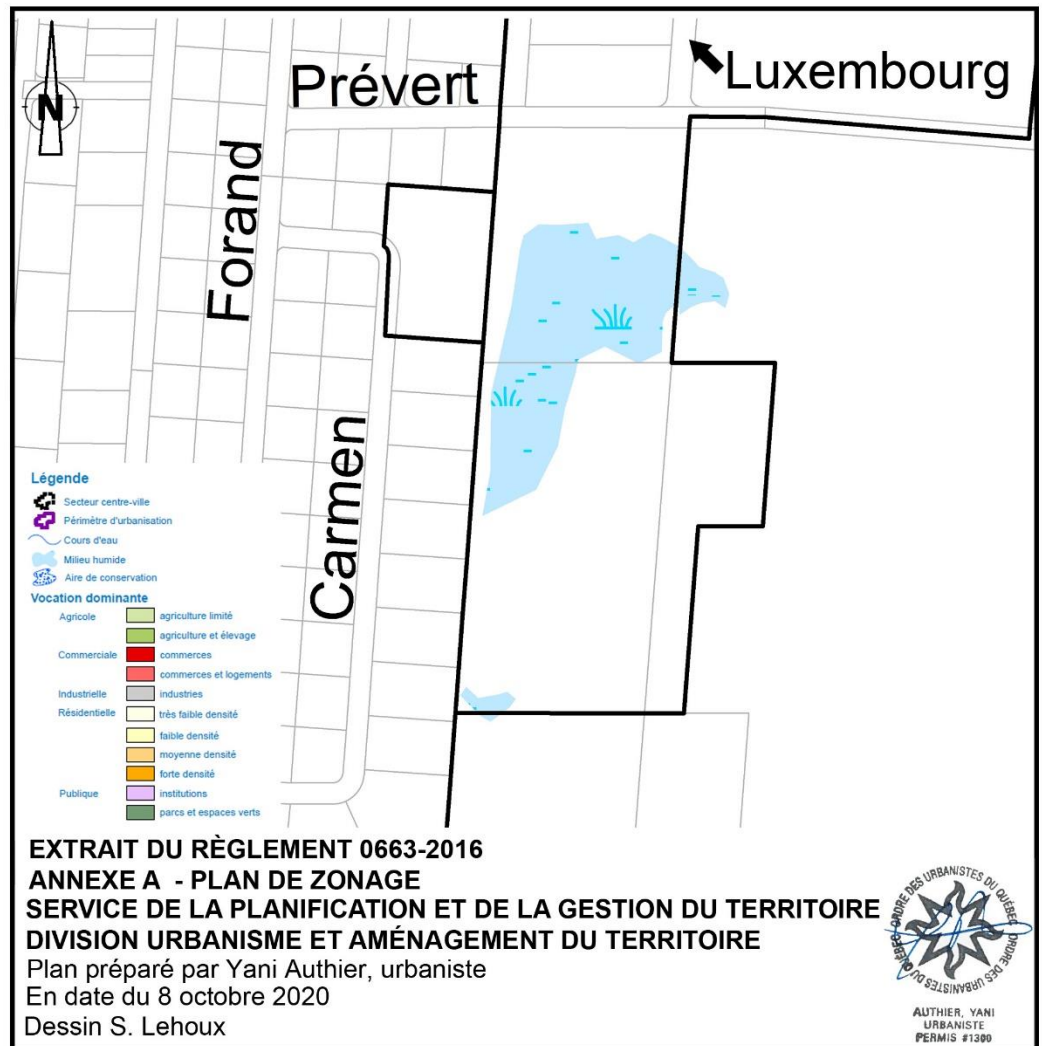 Prévert
Luxembourg
N
Forand
Carmen
Légende
Secteur centre-ville
Périmètre d'urbanisation
Cours d'eau
Milieu humide
Aire de conservation
Vocation dominante
Agricole agriculture limité
agriculture et élevage
Commerciale commerces
commerces et logements
Industrielle industries
Résidentielle très faible densité
faible densité
moyenne densité
forte densité
Publique institutions
parcs et espaces verts
EXTRAIT DU RÈGLEMENT 0663-2016
ANNEXE A - PLAN DE ZONAGE
SERVICE DE LA PLANIFICATION ET DE LA GESTION DU TERRITOIRE
DIVISION URBANISME ET AMÉNAGEMENT DU TERRITOIRE
Plan préparé par Yani Authier, urbaniste
En date du 8 octobre 2020
Dessin S. Lehoux
ORDRE DES URBANISTES DU QUÉBEC
ORDRE DES URBANISTES DU QUÉBEC
AUTHIER, YANI
URBANISTE
PERMIS #1300